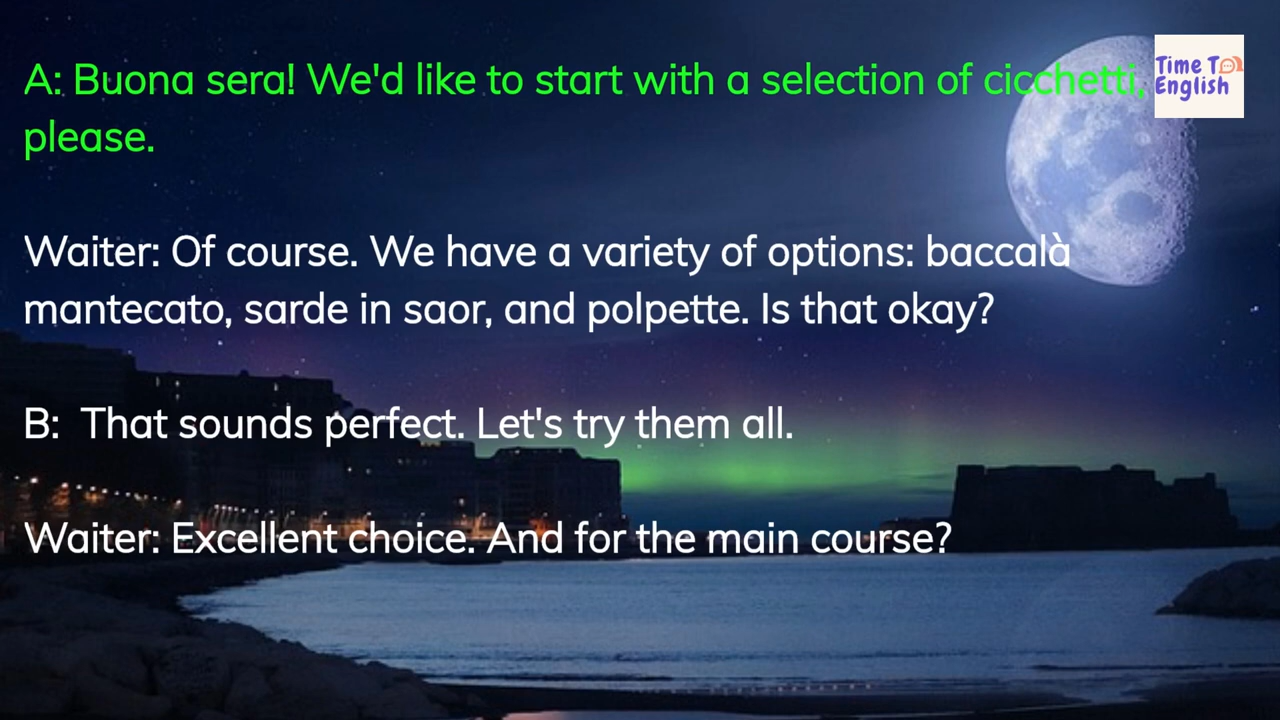 A: Buona sera! We'd like to start with a selection of cicchetti,
please.
Time To
English
Waiter: Of course. We have a variety of options: baccalà
mantecato, sarde in saor, and polpette. Is that okay?
B:  That sounds perfect. Let's try them all.
Waiter: Excellent choice. And for the main course?